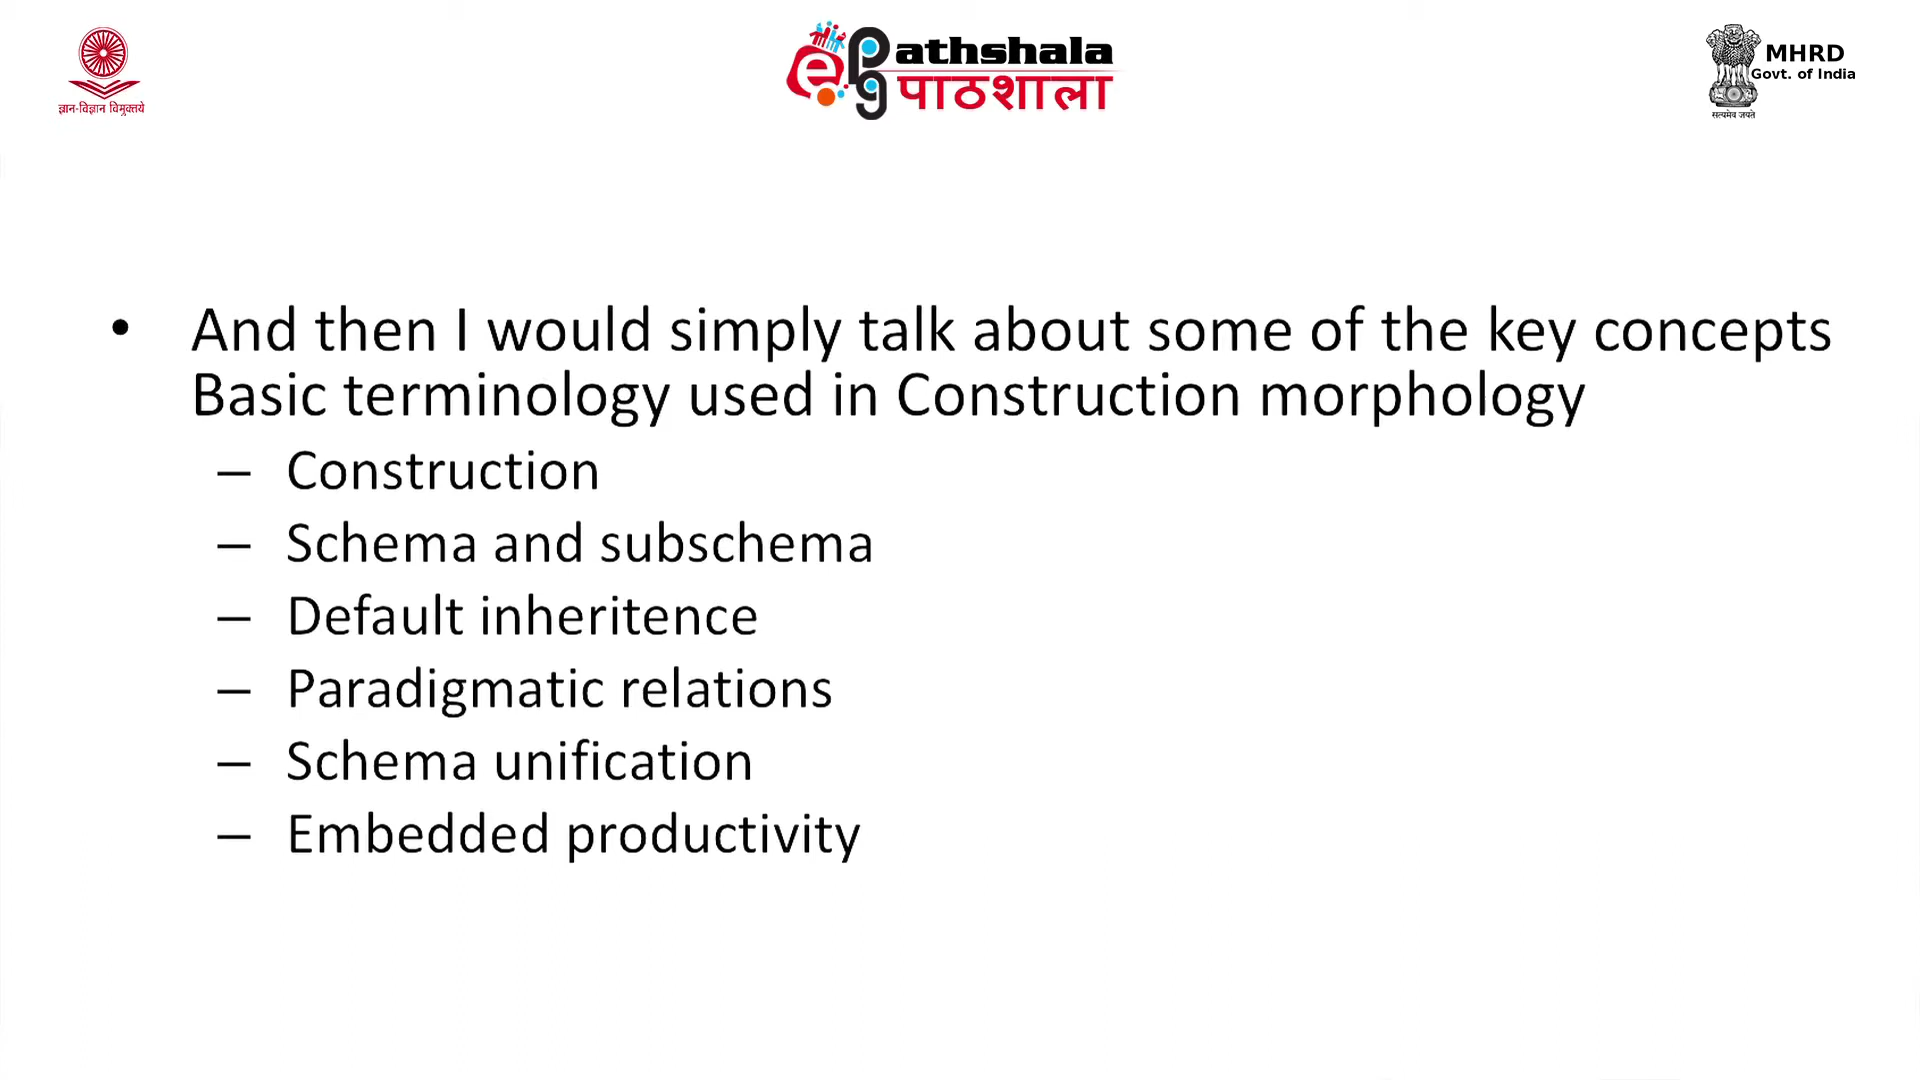 ज्ञान-विज्ञान विमुक्तये
e pg athshala
पाठशाला
MHRD
Govt. of India
सत्यमेव जयते
• And then I would simply talk about some of the key concepts
Basic terminology used in Construction morphology
– Construction
– Schema and subschema
– Default inheritence
– Paradigmatic relations
– Schema unification
– Embedded productivity